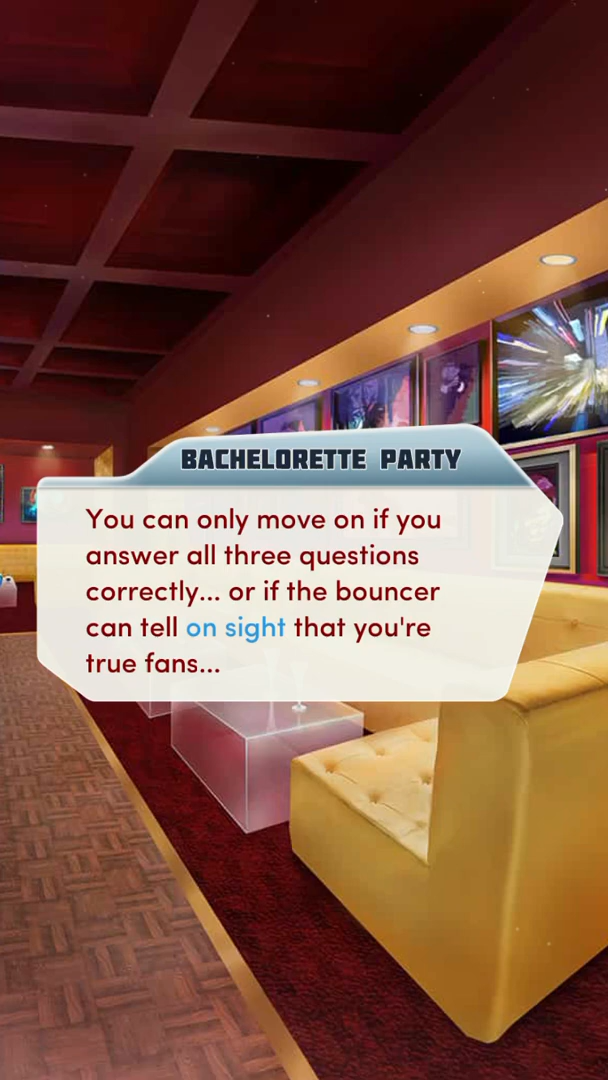 BACHELORETTE PARTY
You can only move on if you
answer all three questions
correctly... or if the bouncer
can tell on sight that you're
true fans...